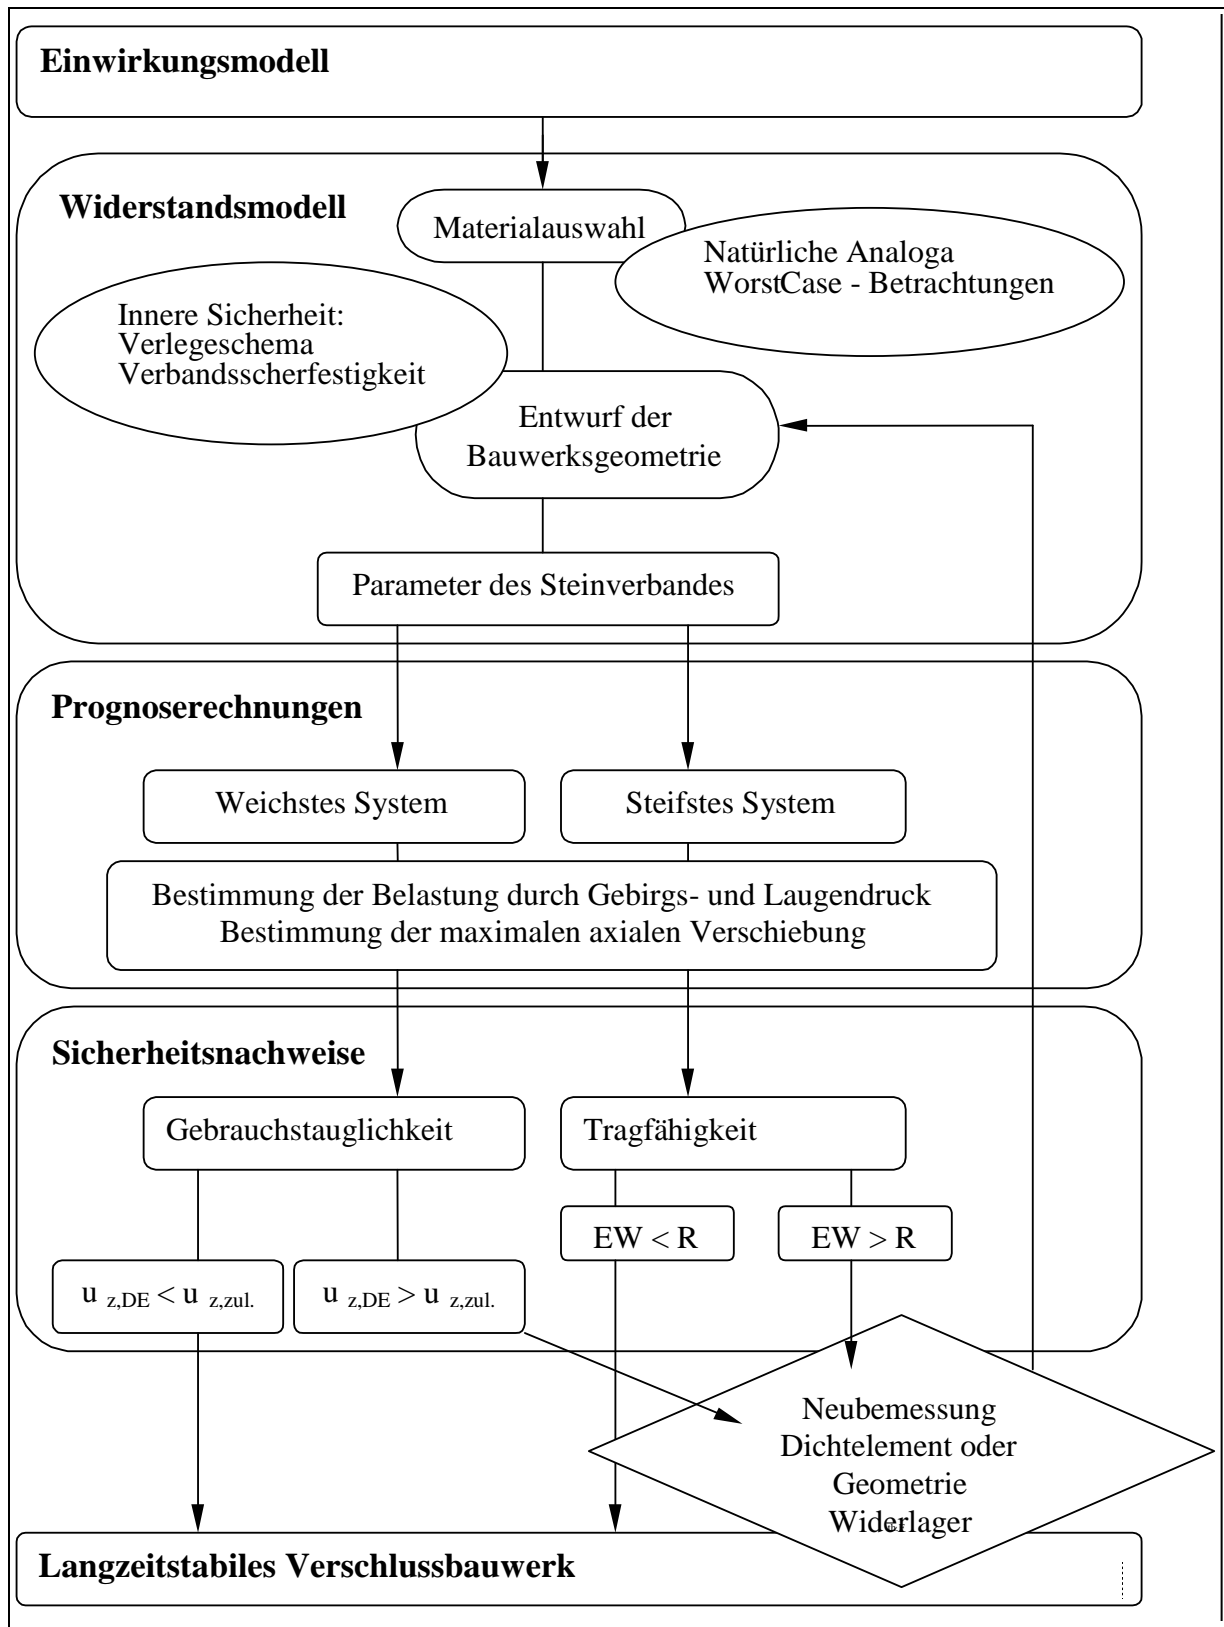 Einwirkungsmodell
Widerstandsmodell
Materialauswahl
Natürliche Analoga
WorstCase - Betrachtungen
Innere Sicherheit:
Verlegeschema
Verbandsscherfestigkeit
Entwurf der
Bauwerksgeometrie
Parameter des Steinverbandes
Prognoserechnungen
Weichstes System
Steifstes System
Bestimmung der Belastung durch Gebirgs- und Laugendruck
Bestimmung der maximalen axialen Verschiebung
Sicherheitsnachweise
Gebrauchstauglichkeit
Tragfähigkeit
EW < R
EW > R
u z,DE < u z,zul.
u z,DE > u z,zul.
Neubemessung
Dichtelement oder
Geometrie
Widerlager
Langzeitstabiles Verschlussbauwerk